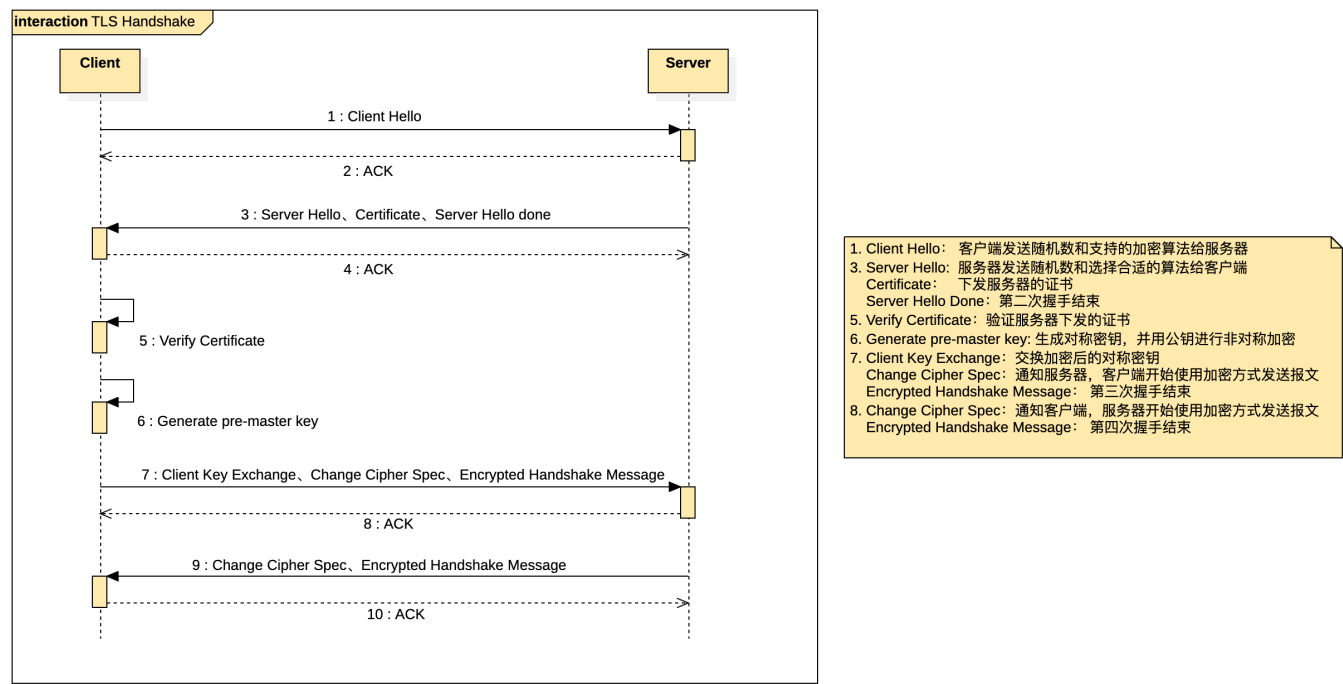 interaction TLS Handshake
Client
Server
1 : Client Hello
2 : ACK
3 : Server Hello、Certificate、Server Hello done
4 : ACK
5 : Verify Certificate
6 : Generate pre-master key
7 : Client Key Exchange、Change Cipher Spec、Encrypted Handshake Message
8 : ACK
9 : Change Cipher Spec、Encrypted Handshake Message
10 : ACK
1. Client Hello： 客户端发送随机数和支持的加密算法给服务器
3. Server Hello: 服务器发送随机数和选择合适的算法给客户端
Certificate： 下发服务器的证书
Server Hello Done：第二次握手结束
5. Verify Certificate：验证服务器下发的证书
6. Generate pre-master key: 生成对称密钥，并用公钥进行非对称加密
7. Client Key Exchange：交换加密后的对称密钥
Change Cipher Spec：通知服务器，客户端开始使用加密方式发送报文
Encrypted Handshake Message： 第三次握手结束
8. Change Cipher Spec：通知客户端，服务器开始使用加密方式发送报文
Encrypted Handshake Message： 第四次握手结束